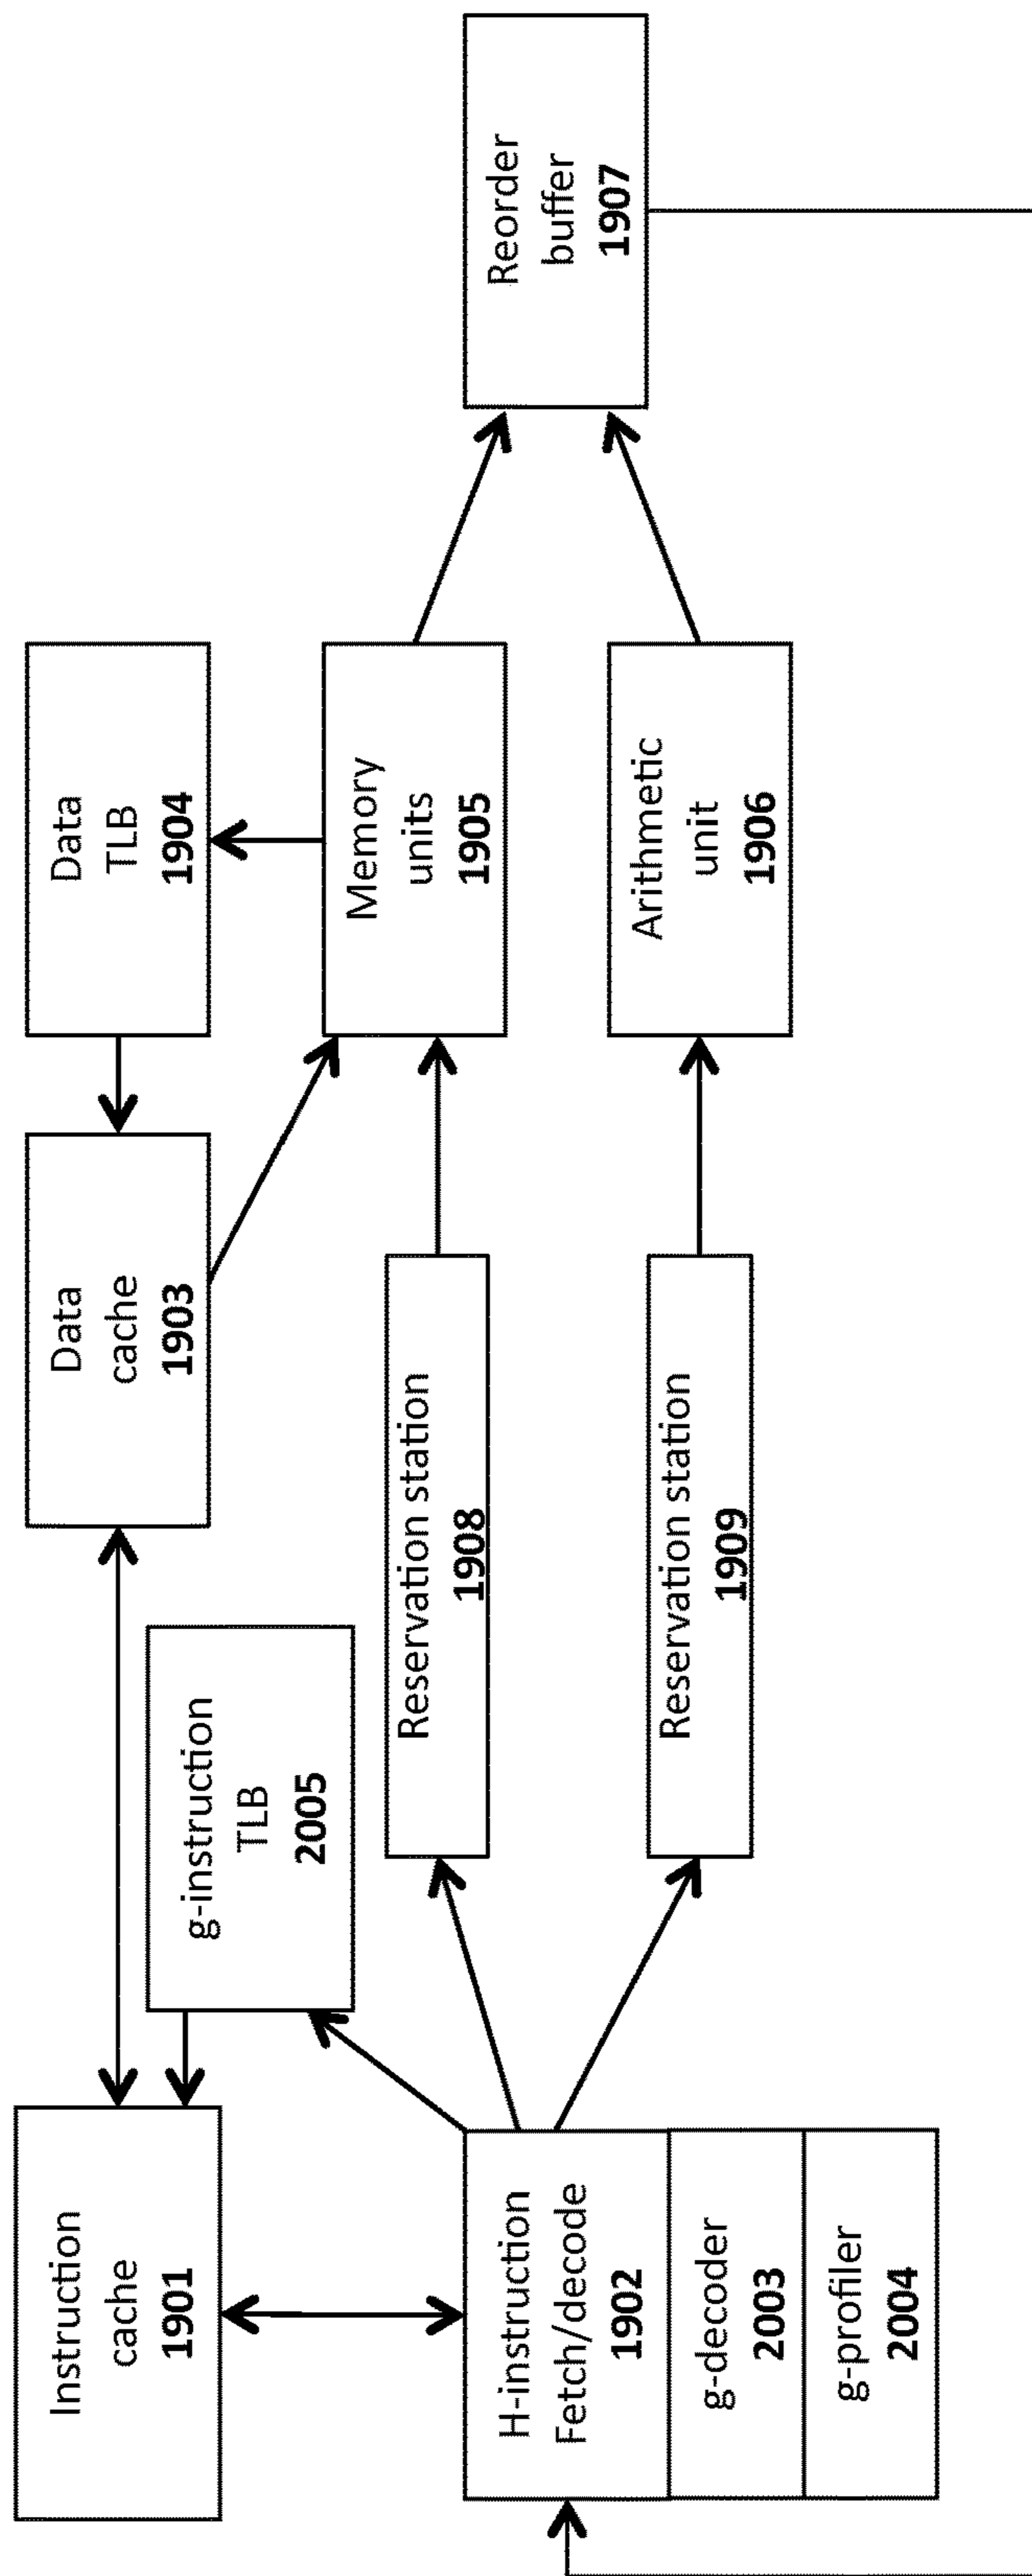 Instruction
cache
1901
Data
cache
1903
Data
TLB
1904
g-instruction
TLB
2005
H-instruction
Fetch/decode
1902
g-decoder
2003
g-profiler
2004
Reservation station
1908
Reservation station
1909
Memory
units
1905
Arithmetic
unit
1906
Reorder
buffer
1907